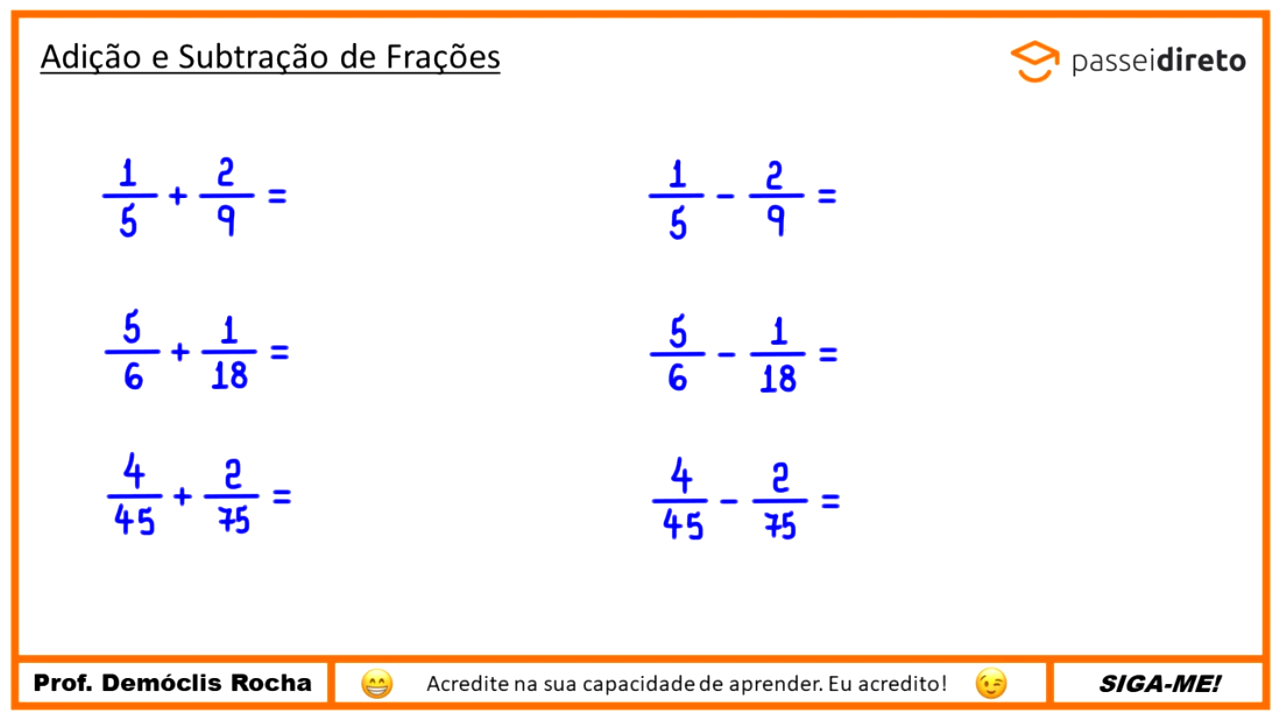 Adição e Subtração de Frações
passeidireto
1/5 + 2/9 =
1/5 − 2/9 =
5/6 + 1/18 =
5/6 − 1/18 =
4/45 + 2/75 =
4/45 − 2/75 =
Prof. Demóclis Rocha
Acredite na sua capacidade de aprender. Eu acredito!
SIGA-ME!